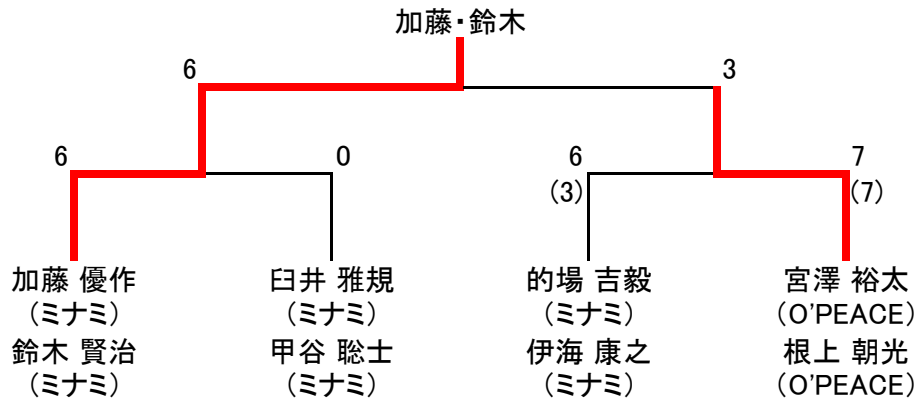 加藤・鈴木
6 3
6 0 6 7
(3) (7)
加藤 優作 臼井 雅規 的場 吉毅 宮澤 裕太
(ミナミ) (ミナミ) (ミナミ) (O'PEACE)
鈴木 賢治 甲谷 聡士 伊海 康之 根上 朝光
(ミナミ) (ミナミ) (ミナミ) (O'PEACE)